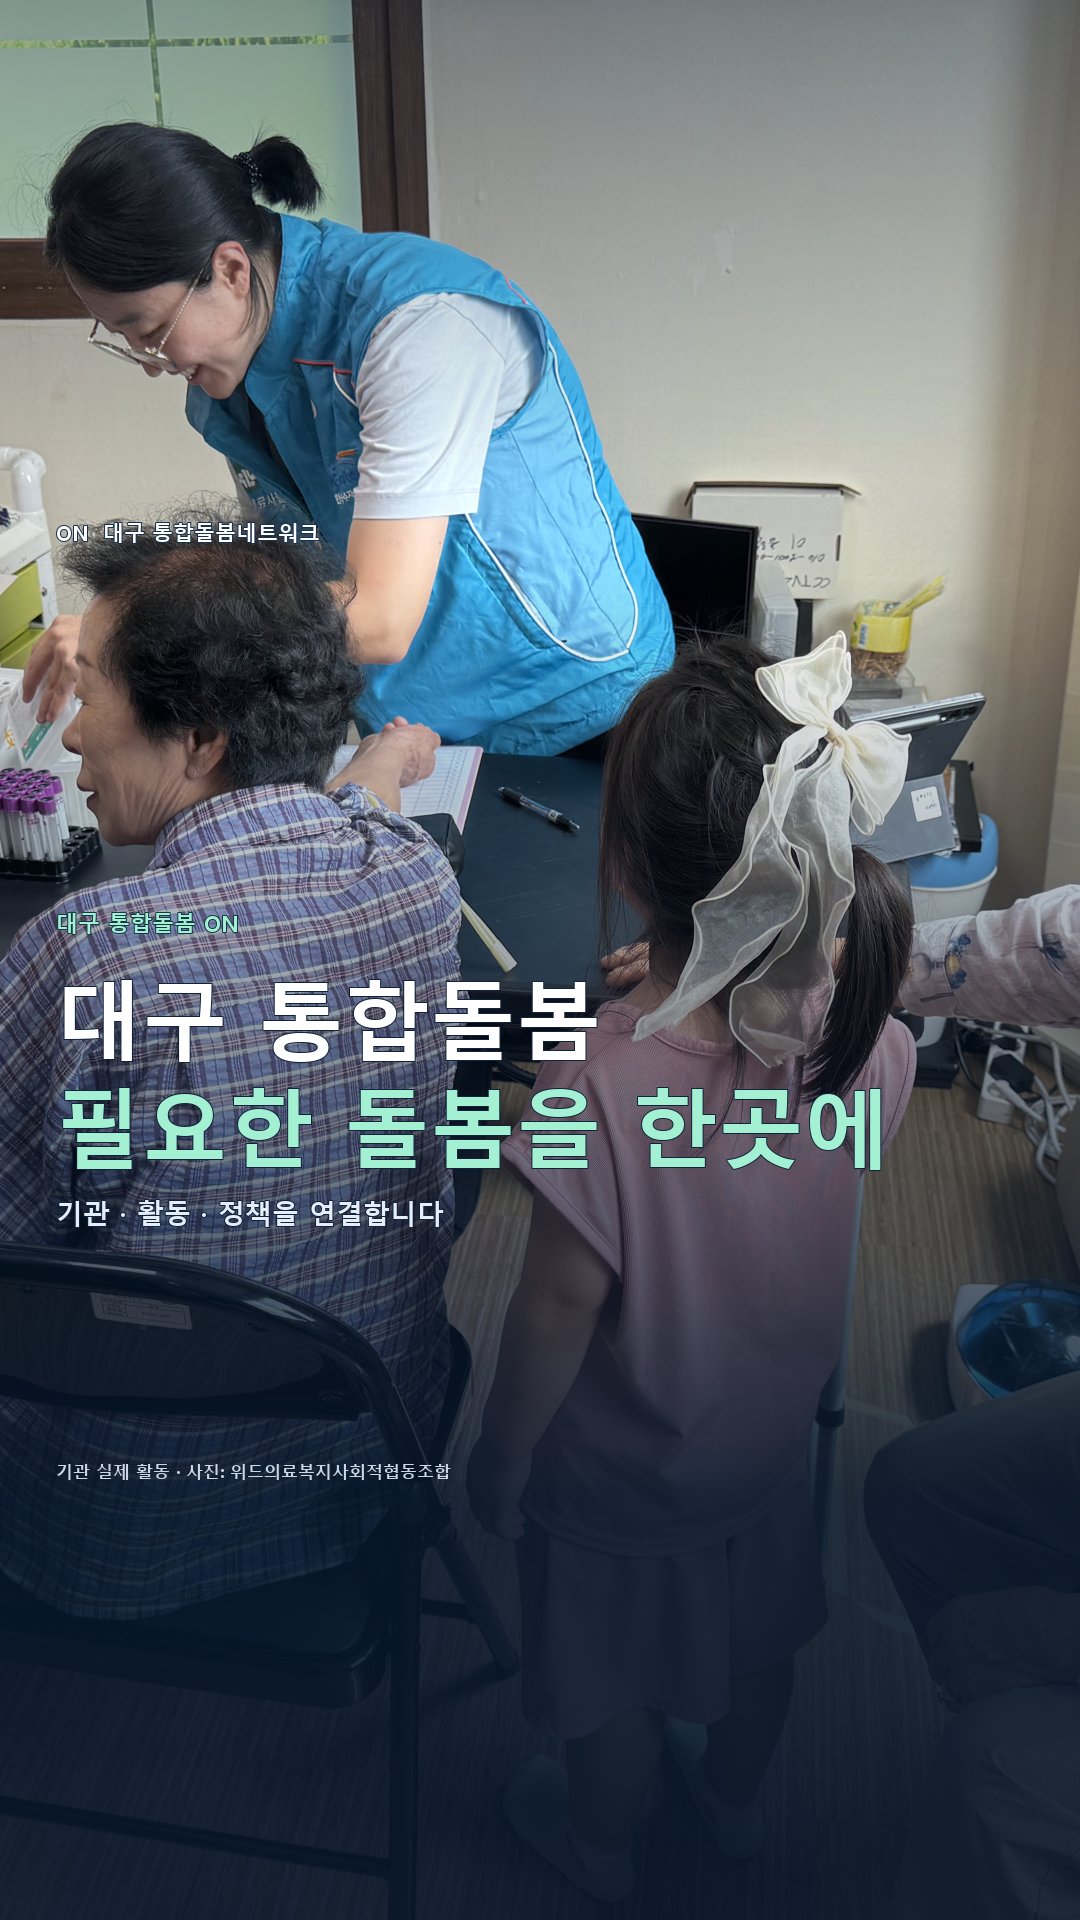 ON 대구 통합돌봄네트워크
대구 통합돌봄 ON
대구 통합돌봄
필요한 돌봄을 한곳에
기관 · 활동 · 정책을 연결합니다
기관 실제 활동 · 사진: 위드의료복지사회적협동조합